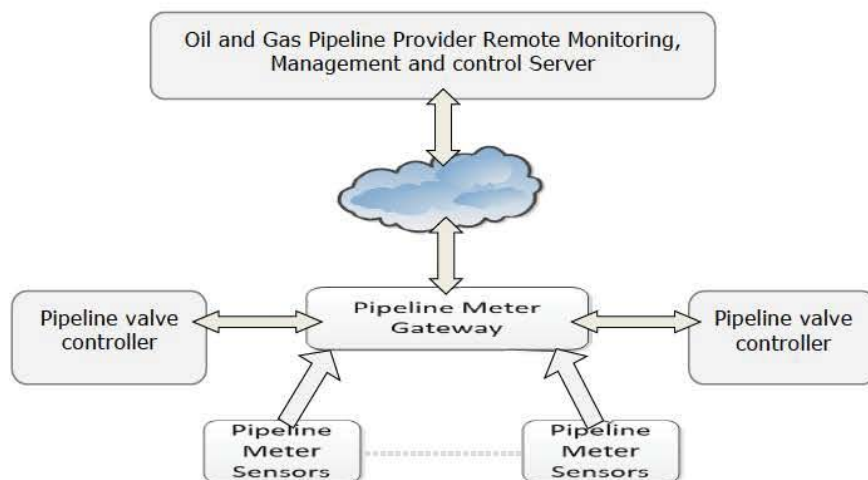 Oil and Gas Pipeline Provider Remote Monitoring,
Management and control Server
Pipeline Meter
Gateway
Pipeline valve
controller
Pipeline valve
controller
Pipeline
Meter
Sensors
Pipeline
Meter
Sensors